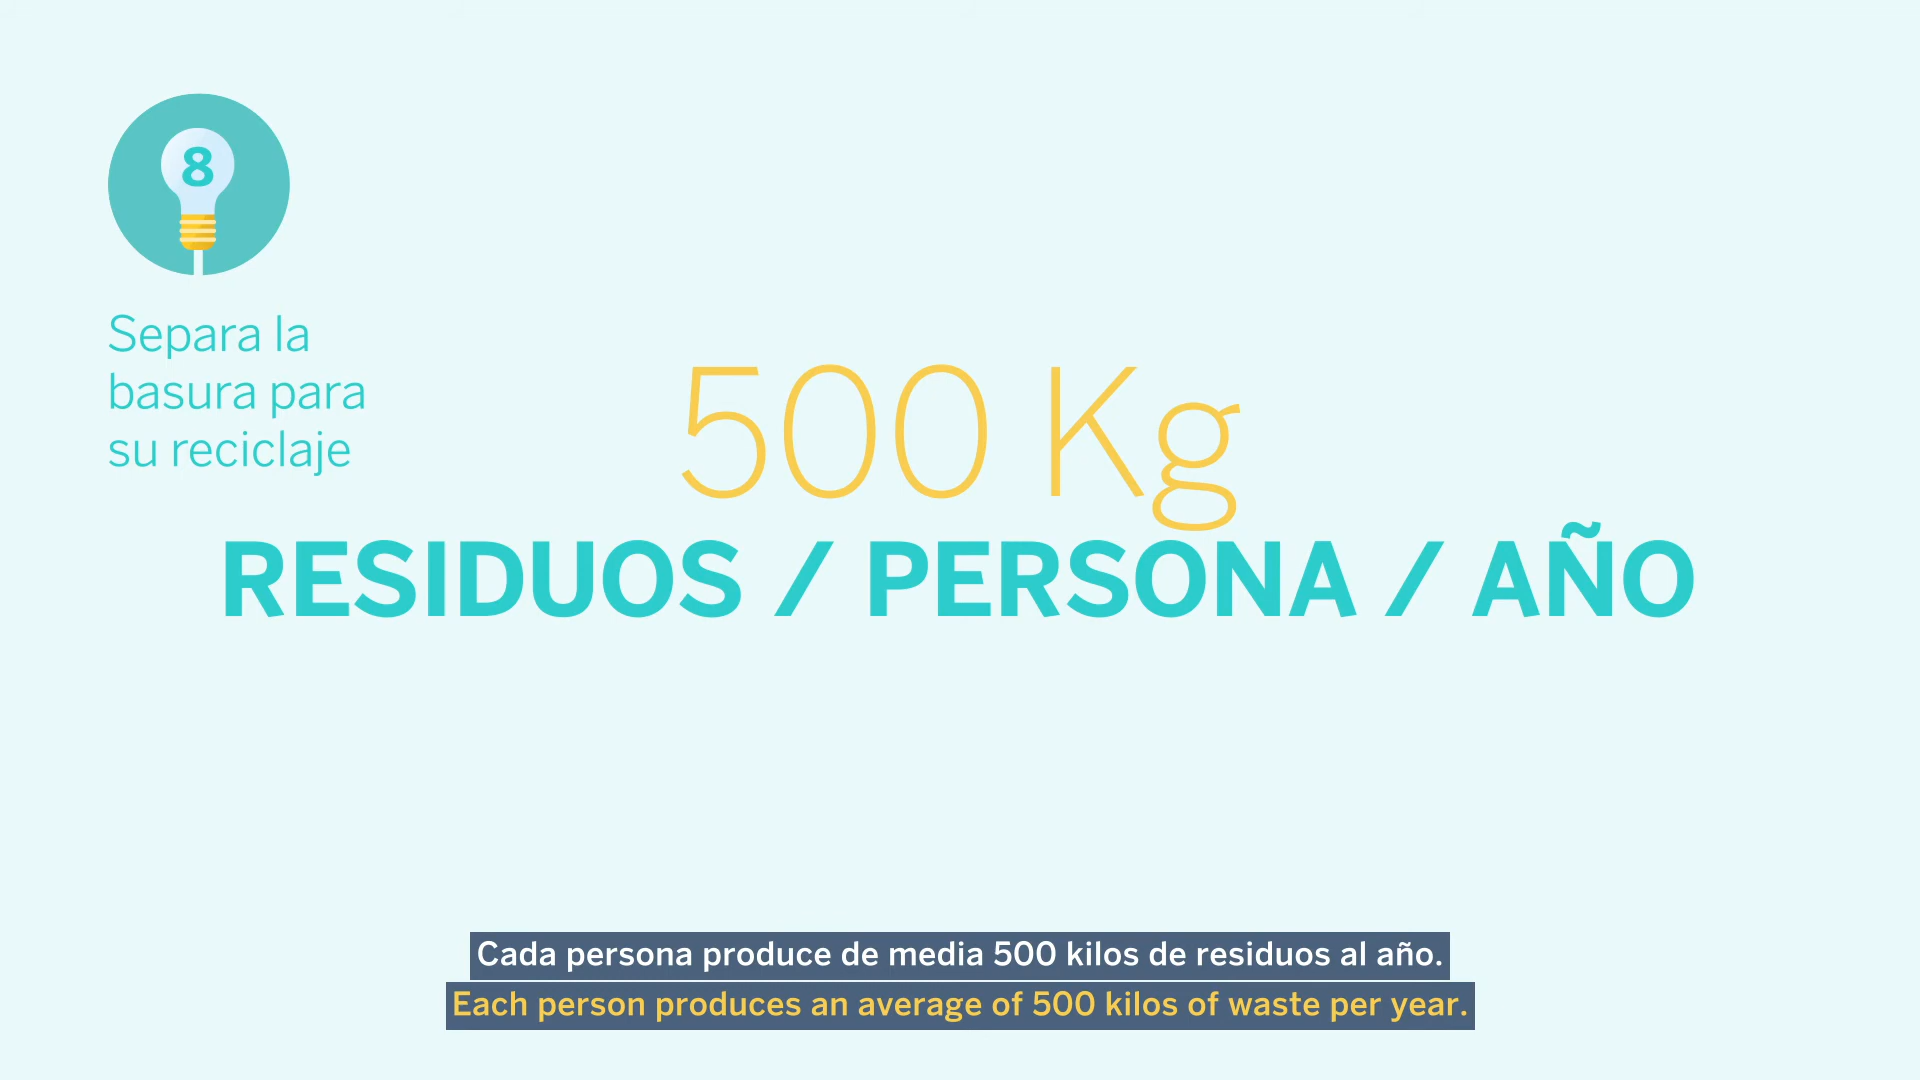 8
Separa la
basura para
su reciclaje
500 Kg
RESIDUOS / PERSONA / AÑO
Cada persona produce de media 500 kilos de residuos al año.
Each person produces an average of 500 kilos of waste per year.